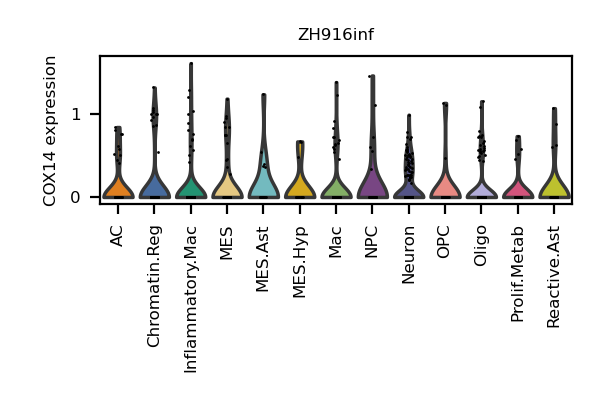 ZH916inf
COX14 expression
1
0
AC
Chromatin.Reg
Inflammatory.Mac
MES
MES.Ast
MES.Hyp
Mac
NPC
Neuron
OPC
Oligo
Prolif.Metab
Reactive.Ast